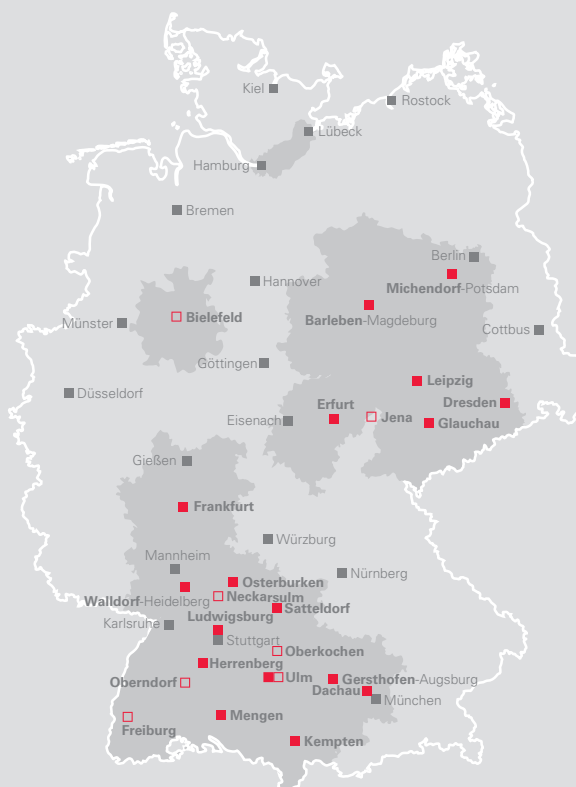 Kiel
Rostock
Lübeck
Hamburg
Bremen
Berlin
Hannover
Michendorf-Potsdam
Bielefeld
Barleben-Magdeburg
Münster
Cottbus
Göttingen
Leipzig
Düsseldorf
Dresden
Erfurt
Eisenach
Jena
Glauchau
Gießen
Frankfurt
Würzburg
Mannheim
Nürnberg
Osterburken
Neckarsulm
Walldorf-Heidelberg
Satteldorf
Ludwigsburg
Karlsruhe
Stuttgart
Oberkochen
Herrenberg
Ulm
Gersthofen-Augsburg
Oberndorf
Dachau
München
Mengen
Freiburg
Kempten